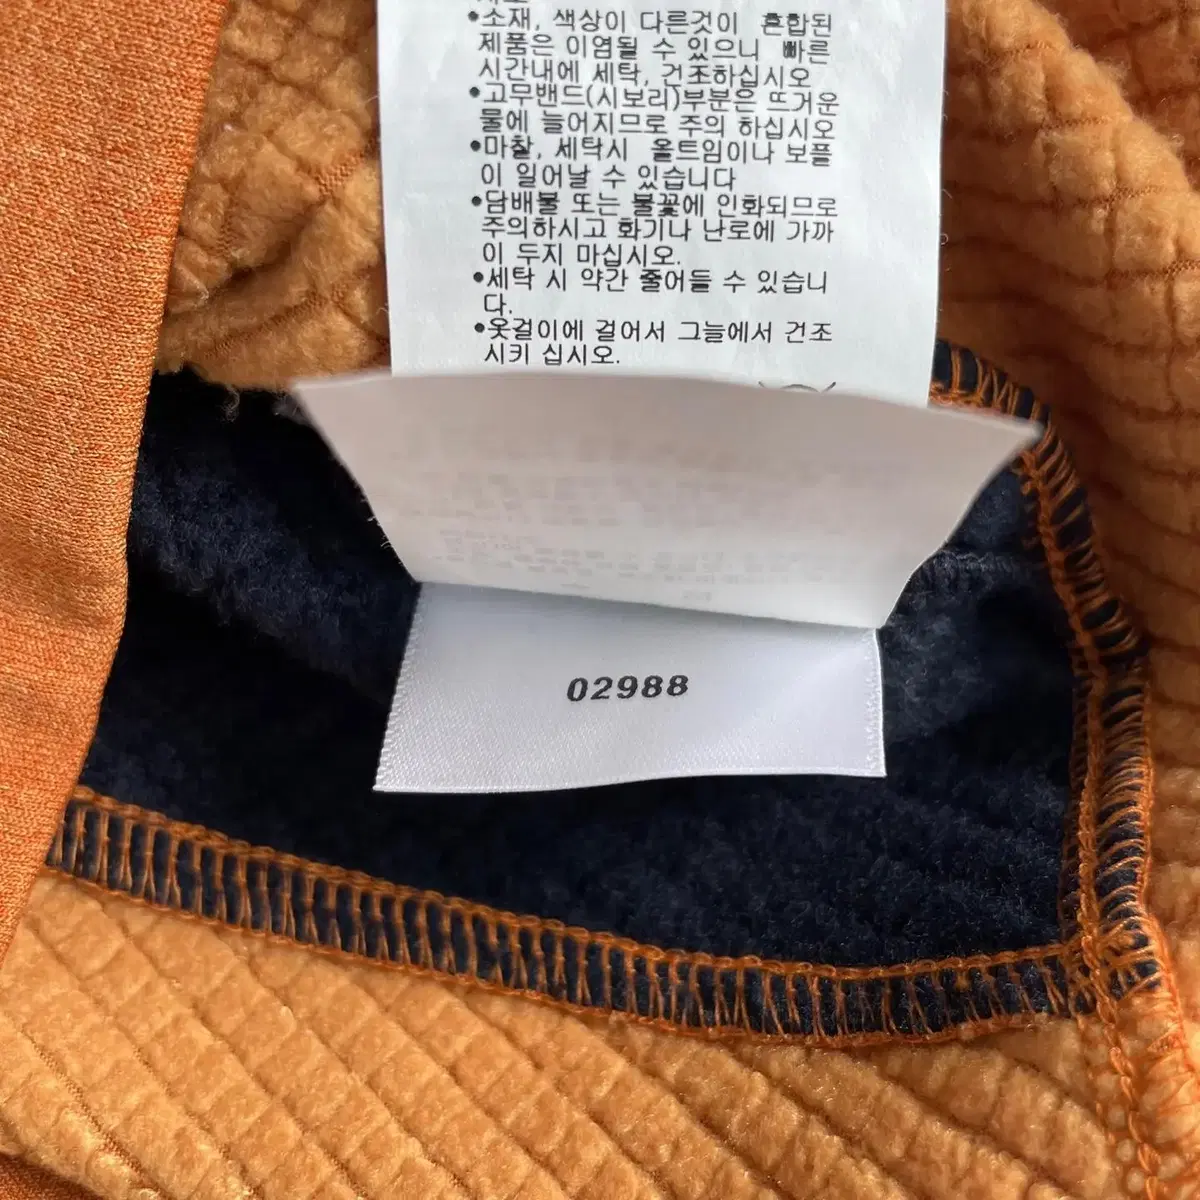 •소재, 색상이 다른것이 혼합된
제품은 이염될 수 있으니 빠른
시간내에 세탁, 건조하십시오
•고무밴드(시보리)부분은 뜨거운
물에 늘어지므로 주의 하십시오
•마찰, 세탁시 올트임이나 보플
이 일어날 수 있습니다
•담배불 또는 불꽃에 인화되므로
주의하시고 화기나 난로에 가까
이 두지 마십시오.
•세탁 시 약간 줄어들 수 있습니
다.
•옷걸이에 걸어서 그늘에서 건조
시키 십시오.
02988